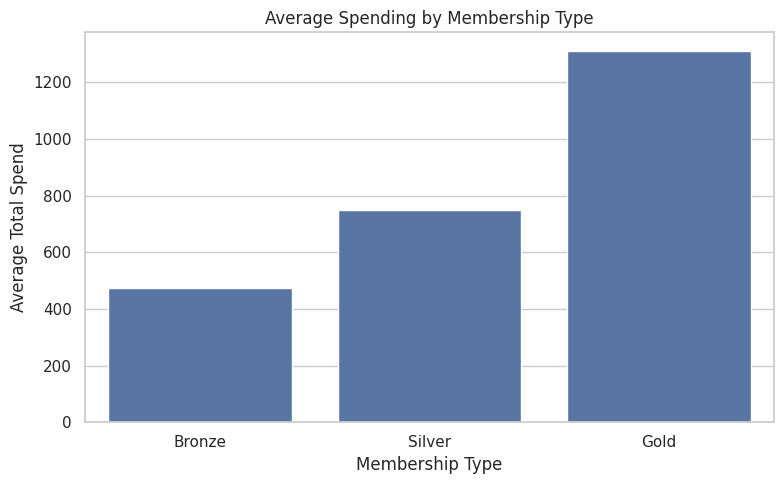 Average Spending by Membership Type
Average Total Spend
1200
1000
800
600
400
200
0
Bronze Silver Gold
Membership Type